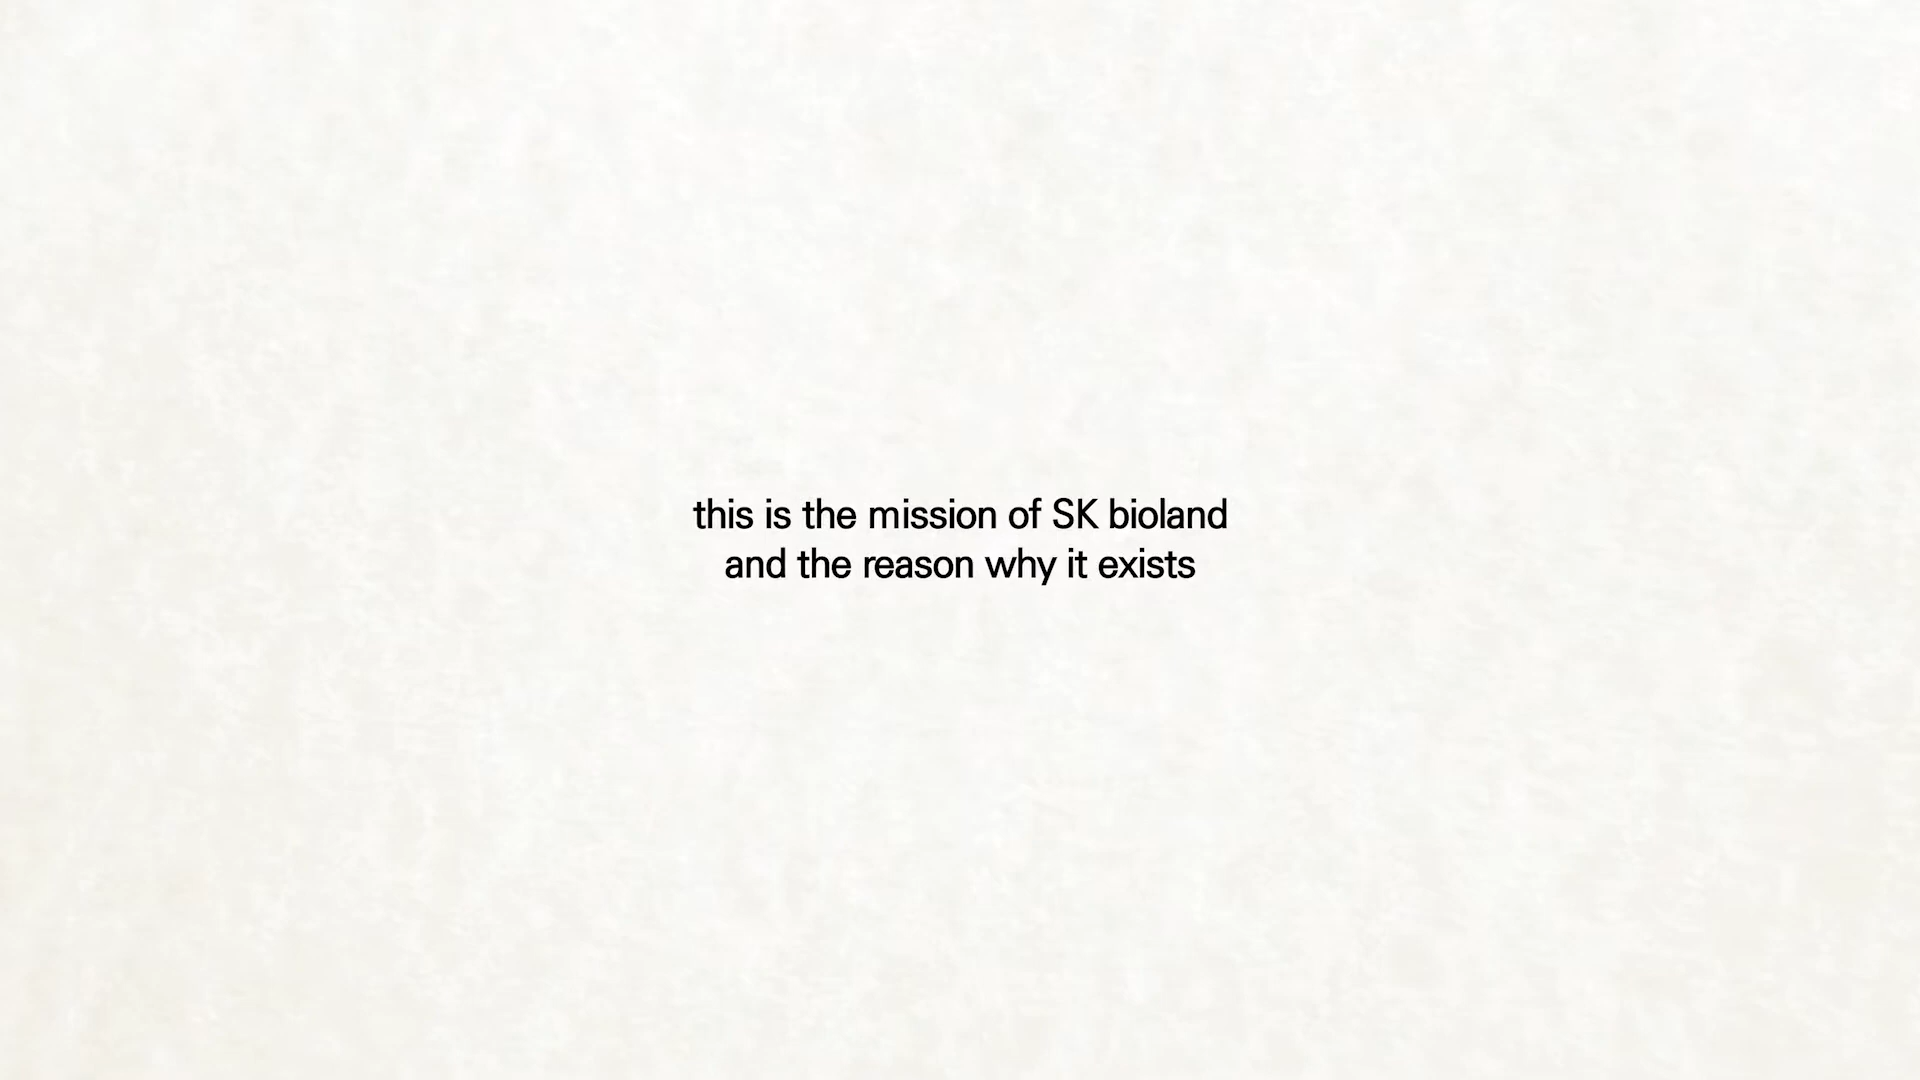 this is the mission of SK bioland
and the reason why it exists